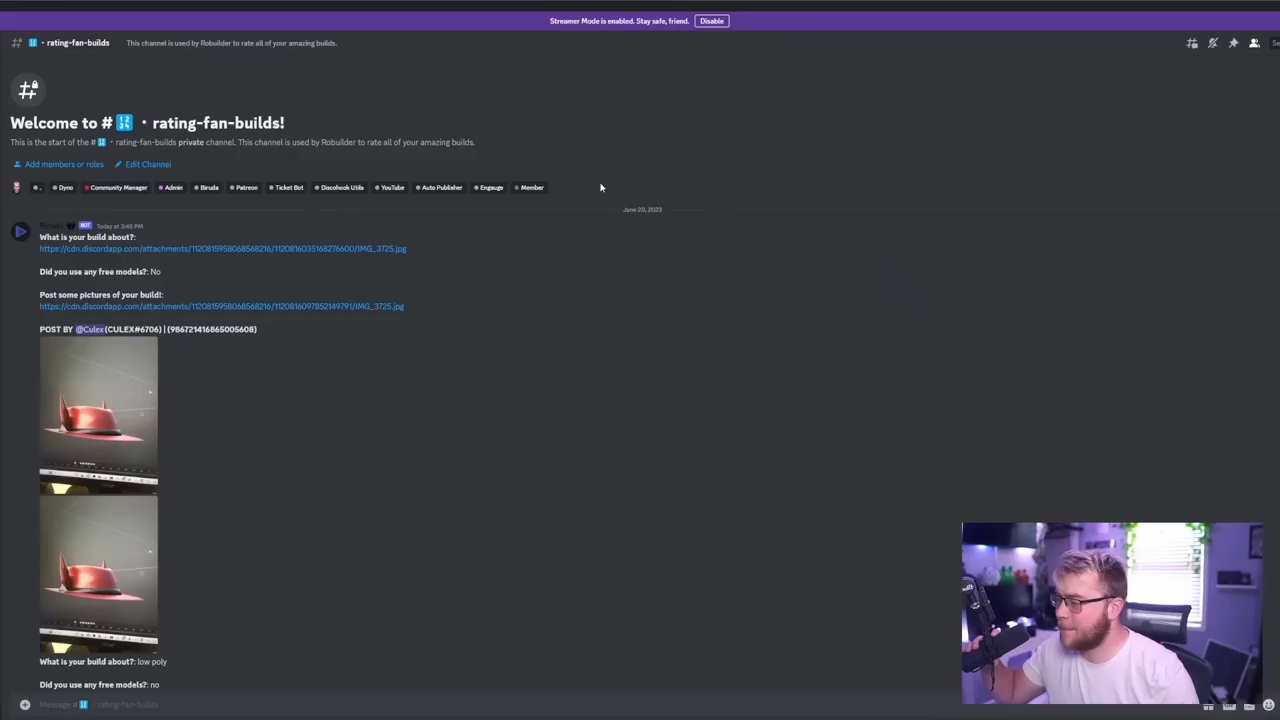 Streamer Mode is enabled. Stay safe, friend. Disable
rating-fan-builds This channel is used by Robuilder to rate all of your amazing builds.
Welcome to # 1234 · rating-fan-builds!
This is the start of the # · rating-fan-builds private channel. This channel is used by Robuilder to rate all of your amazing builds.
Add members or roles Edit Channel
. Dyno Community Manager Admin Biruda Patreon Ticket Bot Discohook Utils YouTube Auto Publisher Engauge Member
June 20, 2023
BOT Today at 3:45 PM
What is your build about?:
https://cdn.discordapp.com/attachments/1120815958068568216/1120816035168276600/IMG_3725.jpg
Did you use any free models?: No
Post some pictures of your build!:
https://cdn.discordapp.com/attachments/1120815958068568216/1120816097852149791/IMG_3725.jpg
POST BY @Culex (CULEX#6706) | (986721416865005608)
What is your build about?: low poly
Did you use any free models?: no
Message # rating-fan-builds